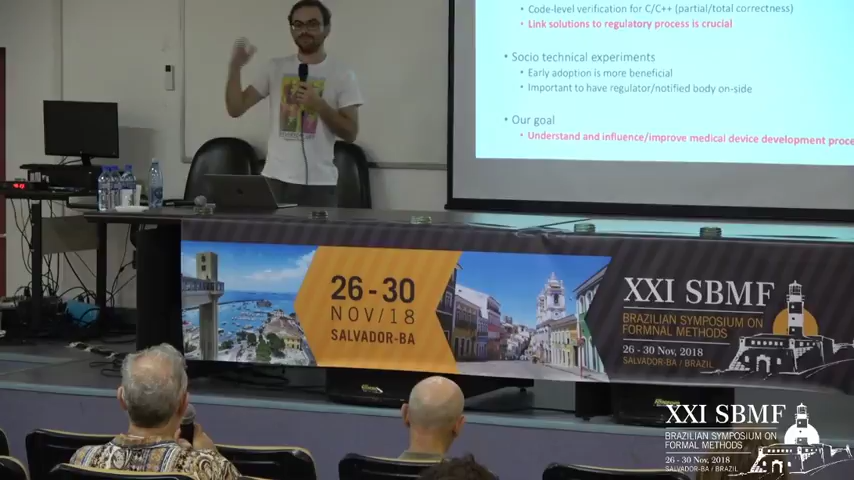 • Code-level verification for C/C++ (partial/total correctness)
• Link solutions to regulatory process is crucial
• Socio technical experiments
• Early adoption is more beneficial
• Important to have regulator/notified body on-side
• Our goal
• Understand and influence/improve medical device development proce
26 - 30
NOV/18
SALVADOR-BA
XXI SBMF
BRAZILIAN SYMPOSIUM ON
FORMNAL METHODS
26 - 30 Nov, 2018
SALVADOR-BA / BRAZIL
XXI SBMF
BRAZILIAN SYMPOSIUM ON
FORMAL METHODS
26 - 30 Nov, 2018
SALVADOR-BA / BRAZIL